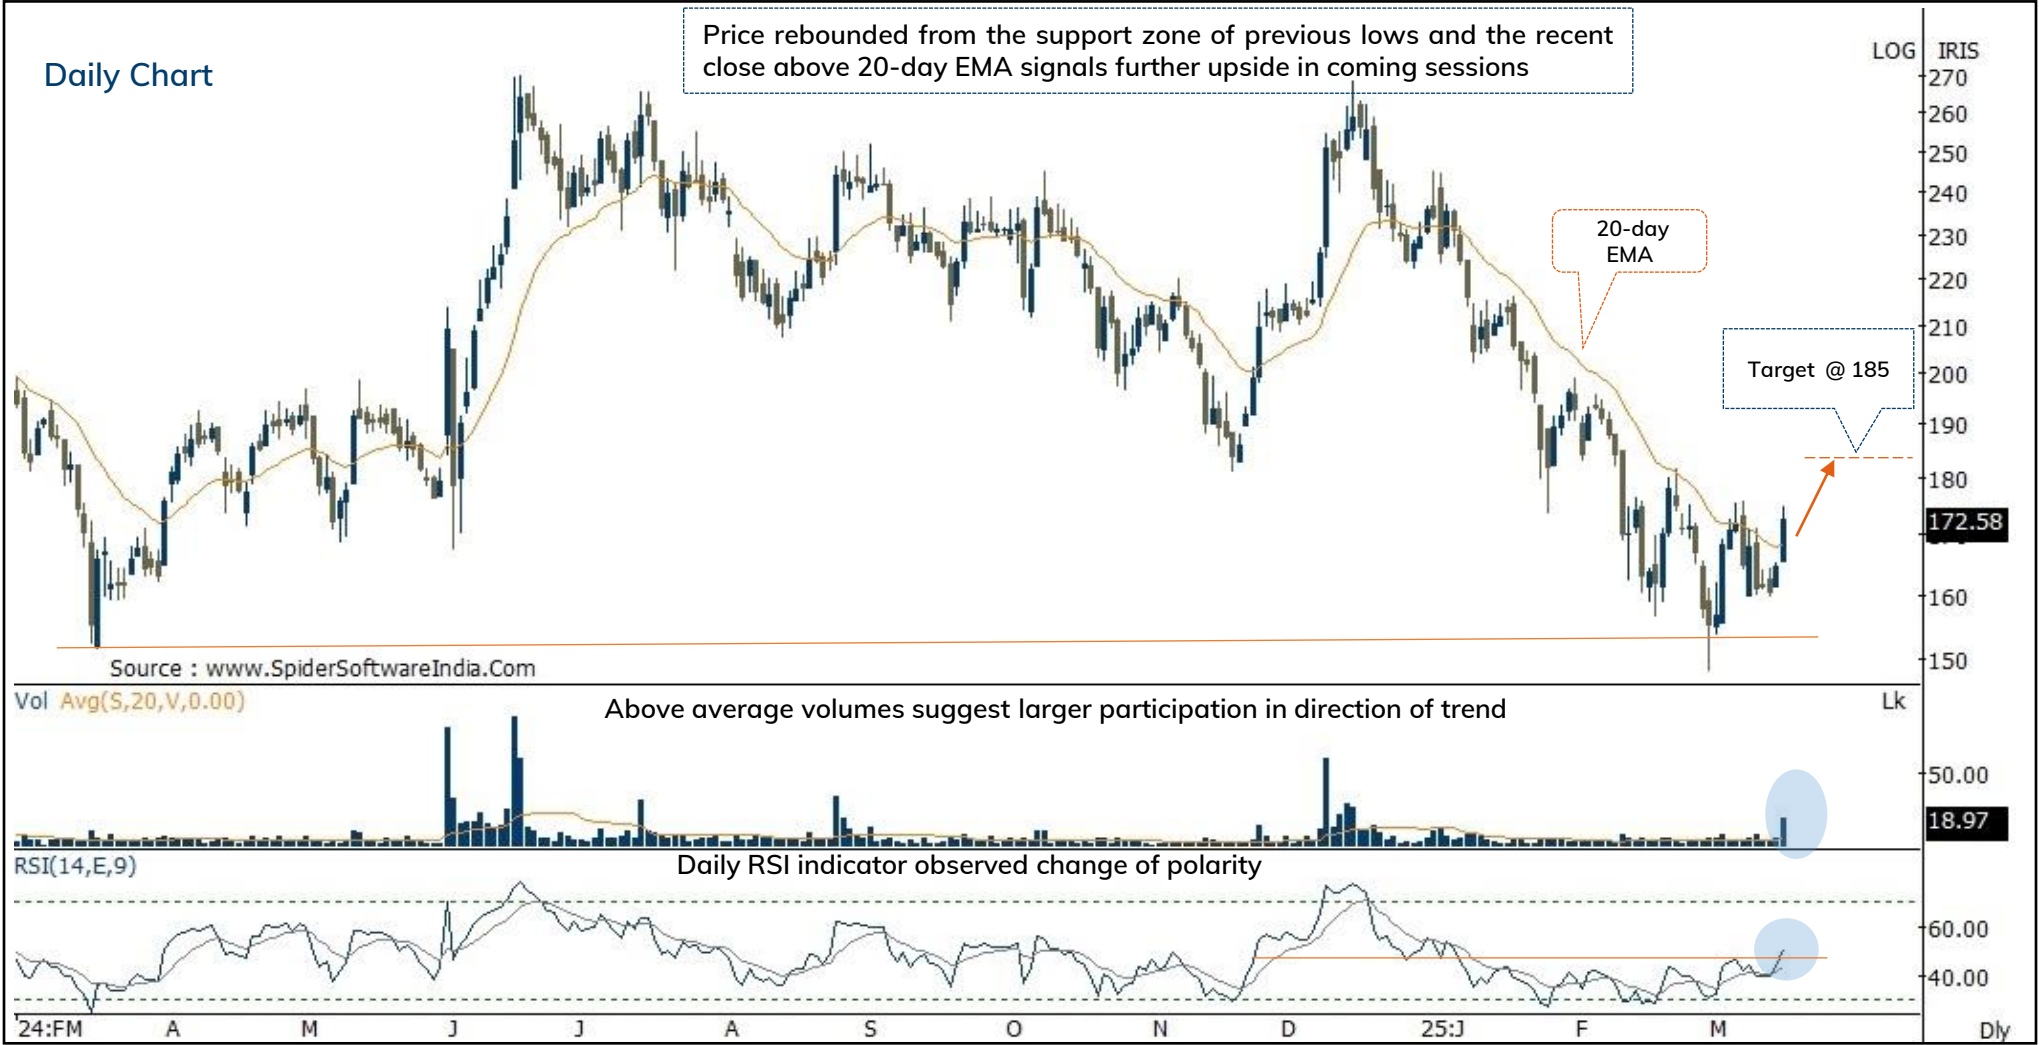 Price rebounded from the support zone of previous lows and the recent
close above 20-day EMA signals further upside in coming sessions
Daily Chart
LOG IRIS
270
260
250
240
230
220
210
200
190
180
172.58
160
150
20-day
EMA
Target @ 185
Source : www.SpiderSoftwareIndia.Com
Vol Avg(S,20,V,0.00)
Above average volumes suggest larger participation in direction of trend
Lk
50.00
18.97
RSI(14,E,9)
Daily RSI indicator observed change of polarity
60.00
40.00
24:FM A M J J A S O N D 25:J F M Dly